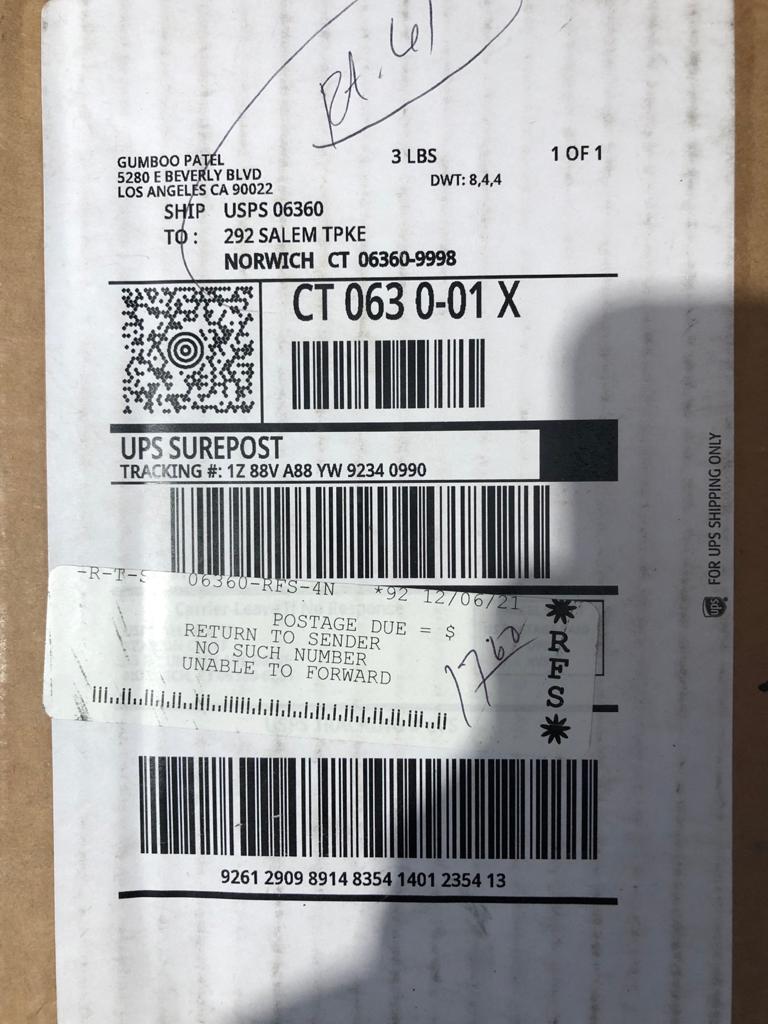 Rt. 61
GUMBOO PATEL
5280 E BEVERLY BLVD
LOS ANGELES CA 90022
3 LBS
1 OF 1
DWT: 8,4,4
SHIP USPS 06360
TO : 292 SALEM TPKE
NORWICH CT 06360-9998
CT 063 0-01 X
UPS SUREPOST
TRACKING #: 1Z 88V A88 YW 9234 0990
-R-T-S 06360-RFS-4N *92 12/06/21
POSTAGE DUE = $
RETURN TO SENDER
NO SUCH NUMBER
UNABLE TO FORWARD
1760
*RFS*
9261 2909 8914 8354 1401 2354 13
ups FOR UPS SHIPPING ONLY